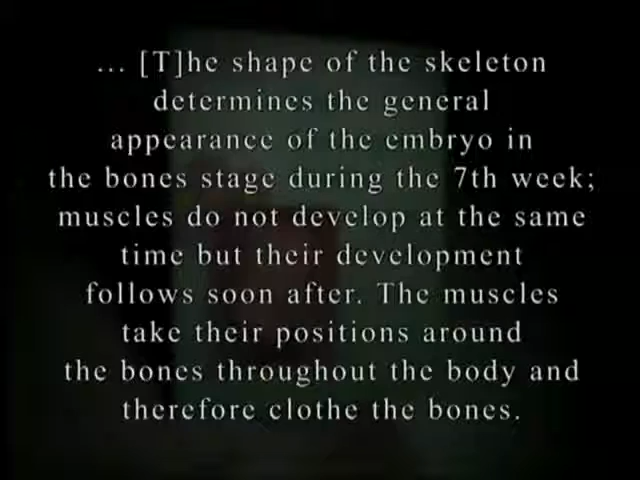 ... [T]he shape of the skeleton
determines the general
appearance of the embryo in
the bones stage during the 7th week;
muscles do not develop at the same
time but their development
follows soon after. The muscles
take their positions around
the bones throughout the body and
therefore clothe the bones.